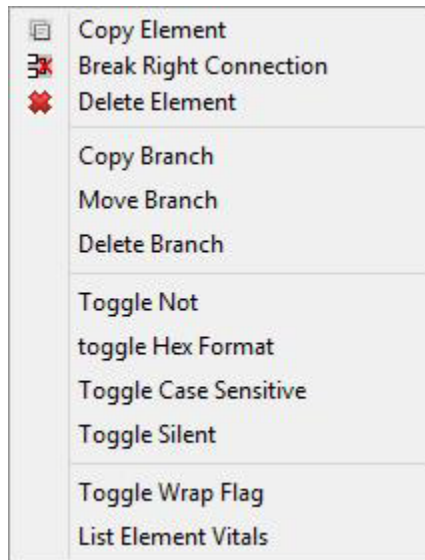 Copy Element
Break Right Connection
Delete Element
Copy Branch
Move Branch
Delete Branch
Toggle Not
toggle Hex Format
Toggle Case Sensitive
Toggle Silent
Toggle Wrap Flag
List Element Vitals